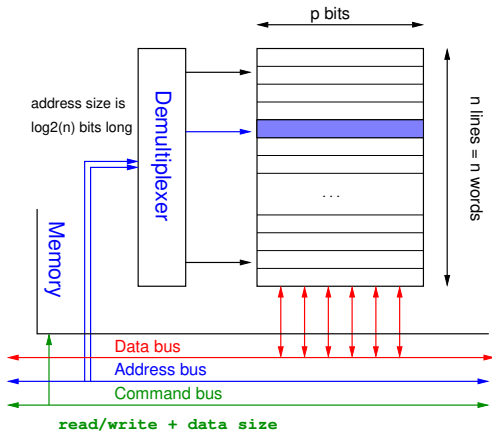 p bits
address size is
log2(n) bits long
Demultiplexer
n lines = n words
. . .
Memory
Data bus
Address bus
Command bus
read/write + data size